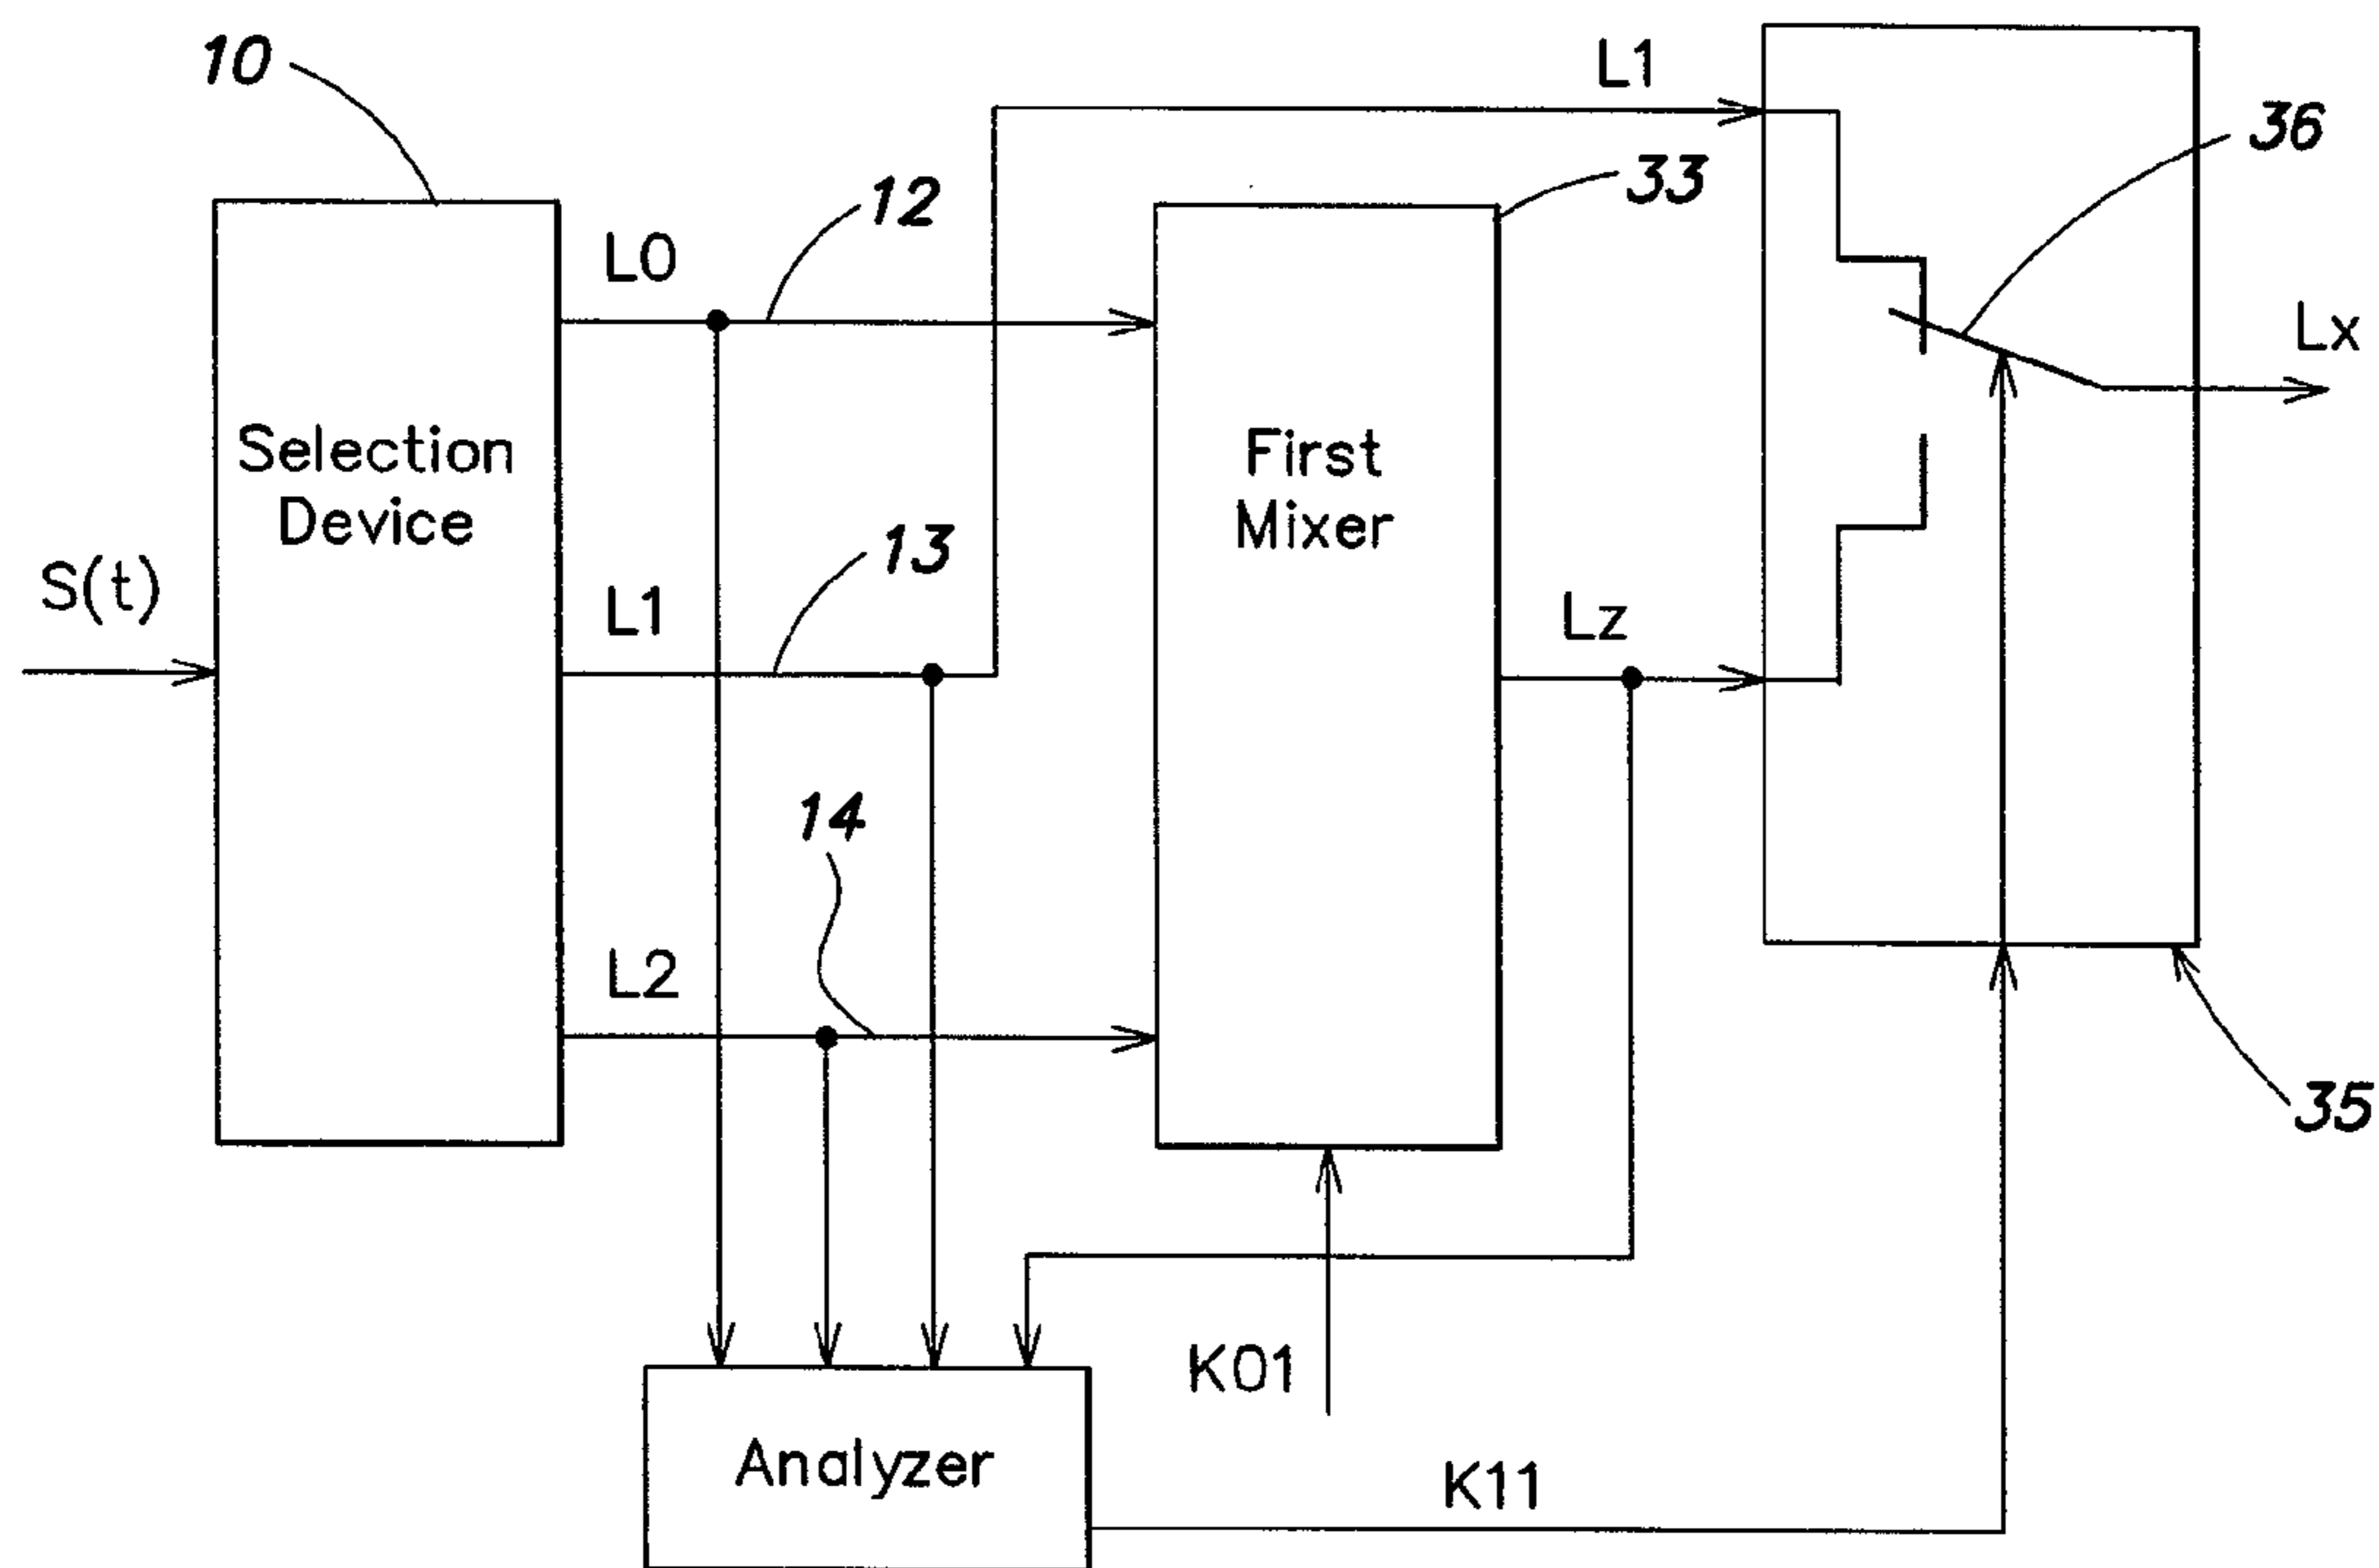 10
L1
36
12
33
L0
Lx
Selection
Device
First
Mixer
13
S(t)
L1
Lz
14
L2
35
K01
Analyzer
K11